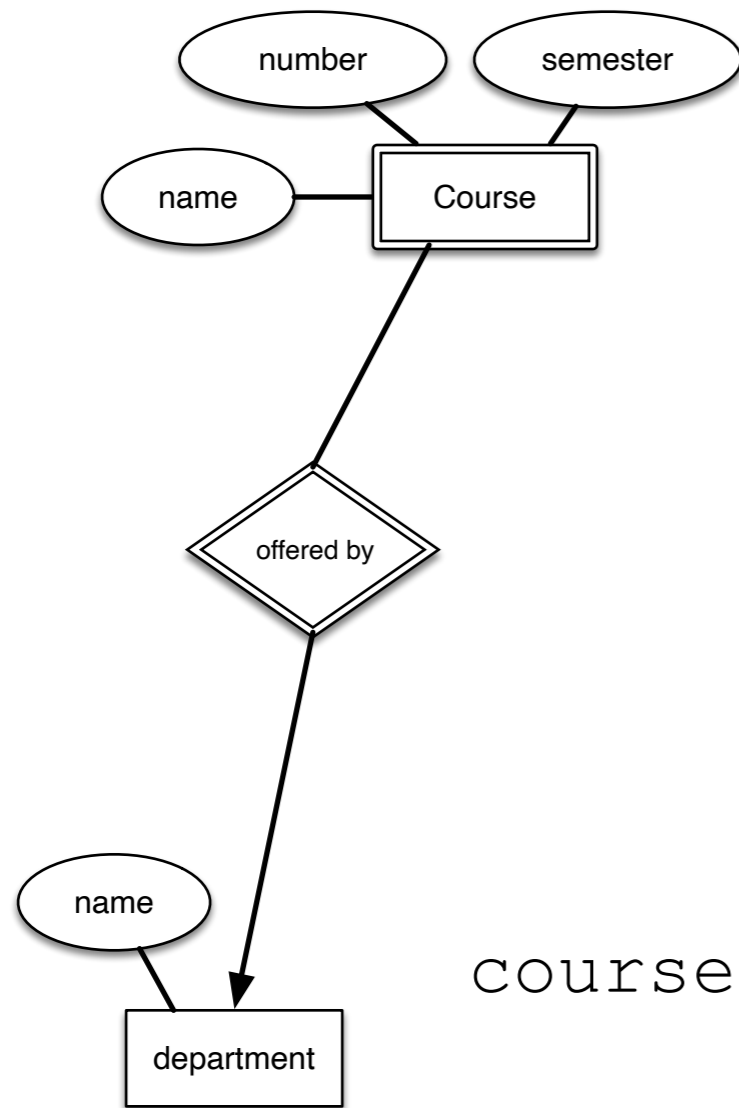 number
semester
name
Course
offered by
name
course
department